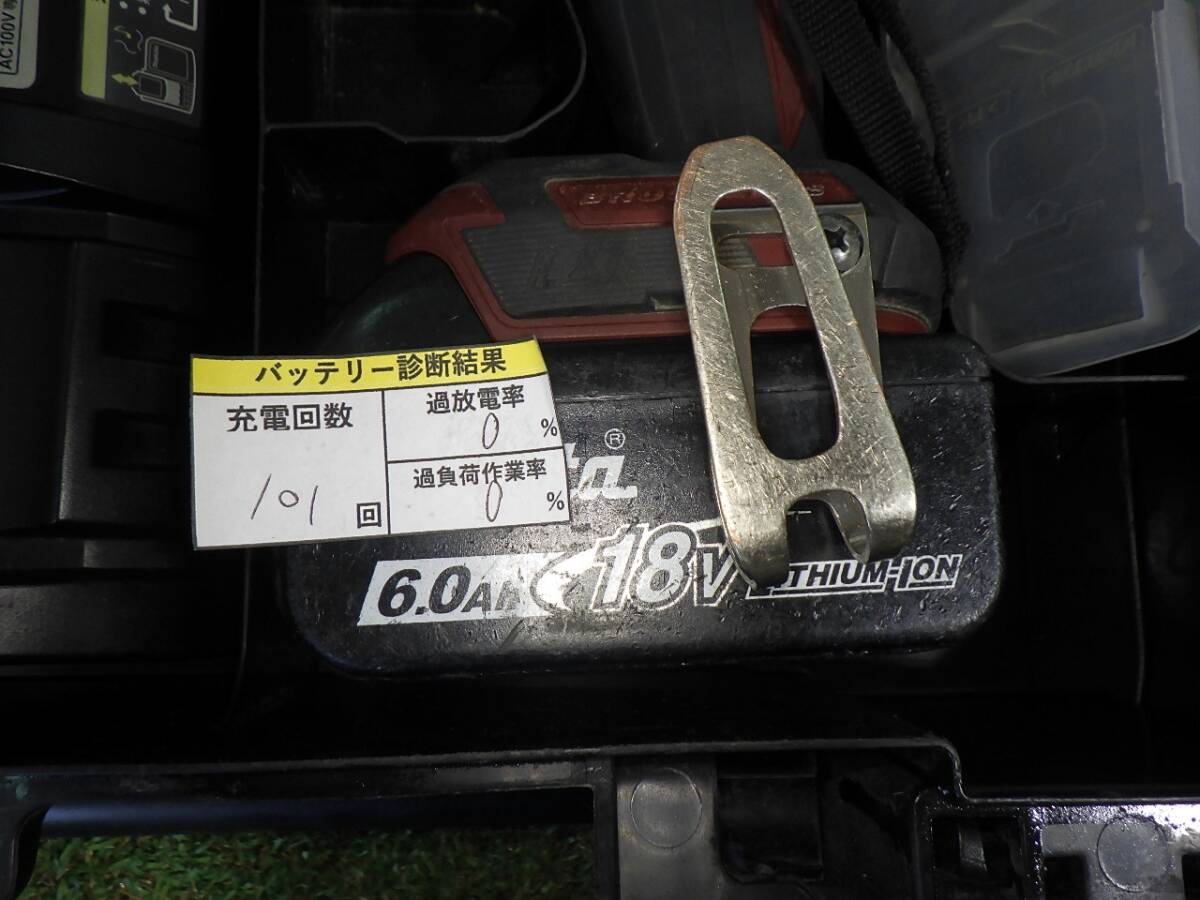 AC100V
バッテリー診断結果
充電回数
101 回
過放電率
0 %
過負荷作業率
0 %
®
6.0Ah 18V LITHIUM-ION